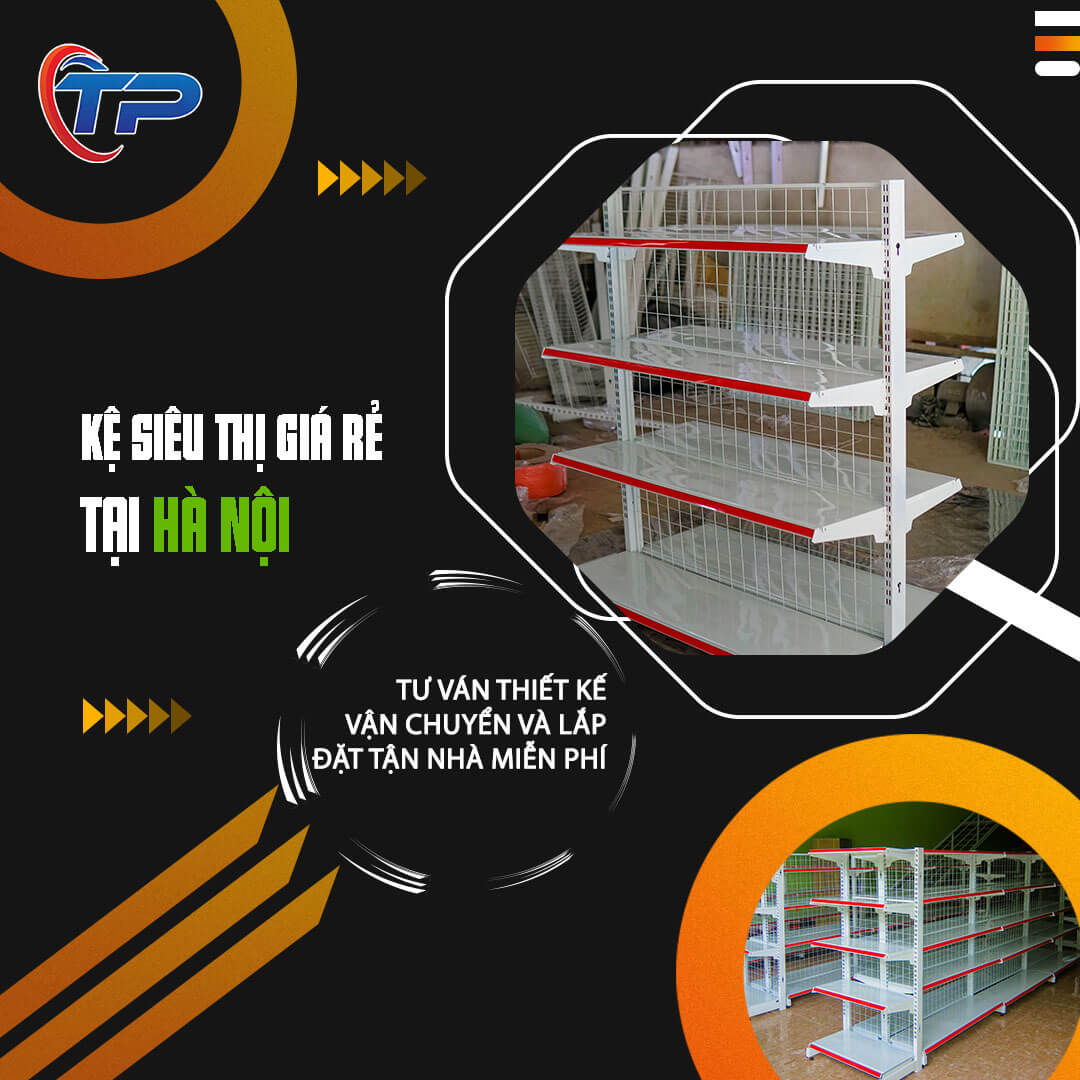 TP
KỆ SIÊU THỊ GIÁ RẺ
TẠI HÀ NỘI
TƯ VÁN THIẾT KẾ
VẬN CHUYỂN VÀ LẮP
ĐẶT TẬN NHÀ MIỄN PHÍ